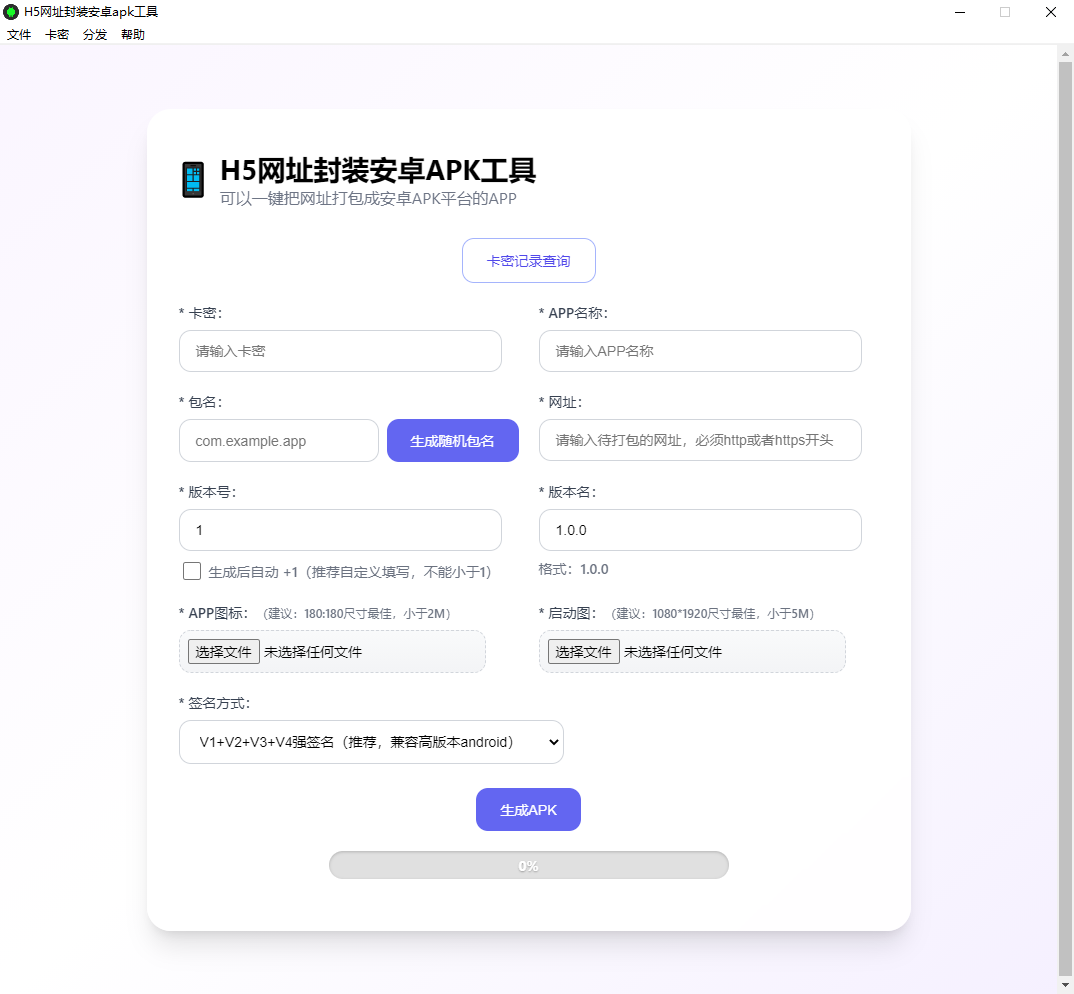 H5网址封装安卓apk工具
文件 卡密 分发 帮助
H5网址封装安卓APK工具
可以一键把网址打包成安卓APK平台的APP
卡密记录查询
* 卡密：
* APP名称：
请输入卡密
请输入APP名称
* 包名：
* 网址：
com.example.app
生成随机包名
请输入待打包的网址，必须http或者https开头
* 版本号：
* 版本名：
1
1.0.0
生成后自动 +1（推荐自定义填写，不能小于1）
格式：1.0.0
* APP图标：（建议：180:180尺寸最佳，小于2M）
* 启动图：（建议：1080*1920尺寸最佳，小于5M）
选择文件 未选择任何文件
选择文件 未选择任何文件
* 签名方式：
V1+V2+V3+V4强签名（推荐，兼容高版本android）
生成APK
0%